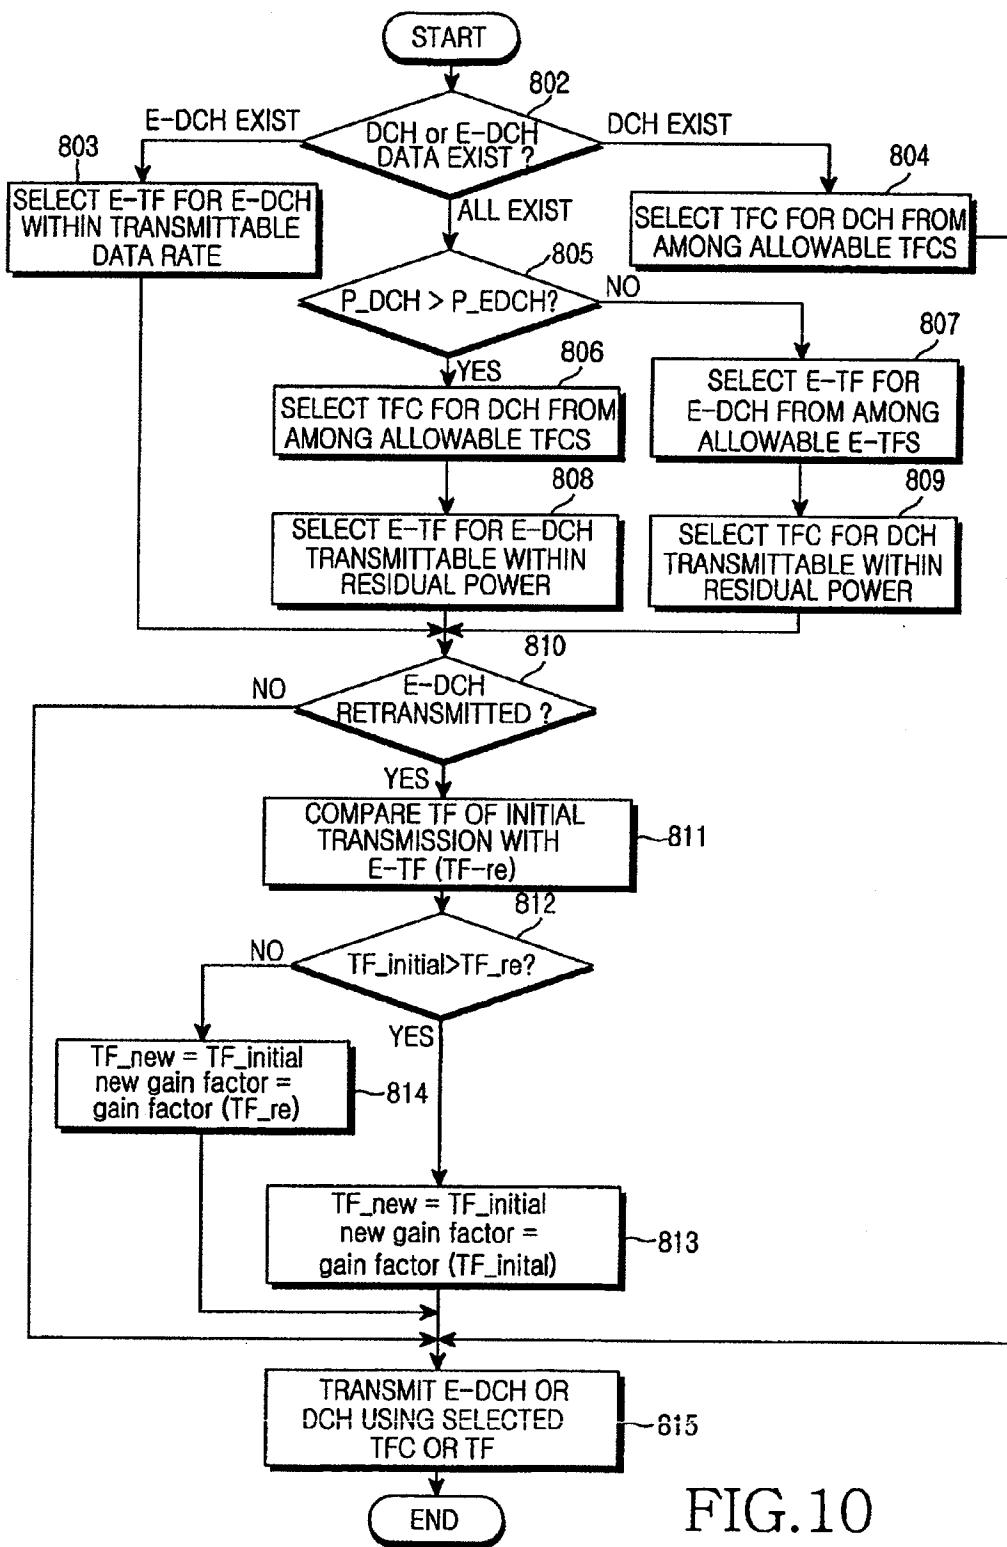 START
802
E-DCH EXIST
DCH or E-DCH
DATA EXIST ?
DCH EXIST
803
SELECT E-TF FOR E-DCH
WITHIN TRANSMITTABLE
DATA RATE
804
SELECT TFC FOR DCH FROM
AMONG ALLOWABLE TFCS
ALL EXIST
805
P_DCH > P_EDCH?
NO
YES
806
SELECT TFC FOR DCH FROM
AMONG ALLOWABLE TFCS
807
SELECT E-TF FOR
E-DCH FROM AMONG
ALLOWABLE E-TFS
808
SELECT E-TF FOR E-DCH
TRANSMITTABLE WITHIN
RESIDUAL POWER
809
SELECT TFC FOR DCH
TRANSMITTABLE WITHIN
RESIDUAL POWER
810
NO
E-DCH
RETRANSMITTED ?
YES
COMPARE TF OF INITIAL
TRANSMISSION WITH
E-TF (TF-re)
811
812
NO
TF_initial>TF_re?
YES
TF_new = TF_initial
new gain factor =
gain factor (TF_re)
814
TF_new = TF_initial
new gain factor =
gain factor (TF_inital)
813
TRANSMIT E-DCH OR
DCH USING SELECTED
TFC OR TF
815
END
FIG.10